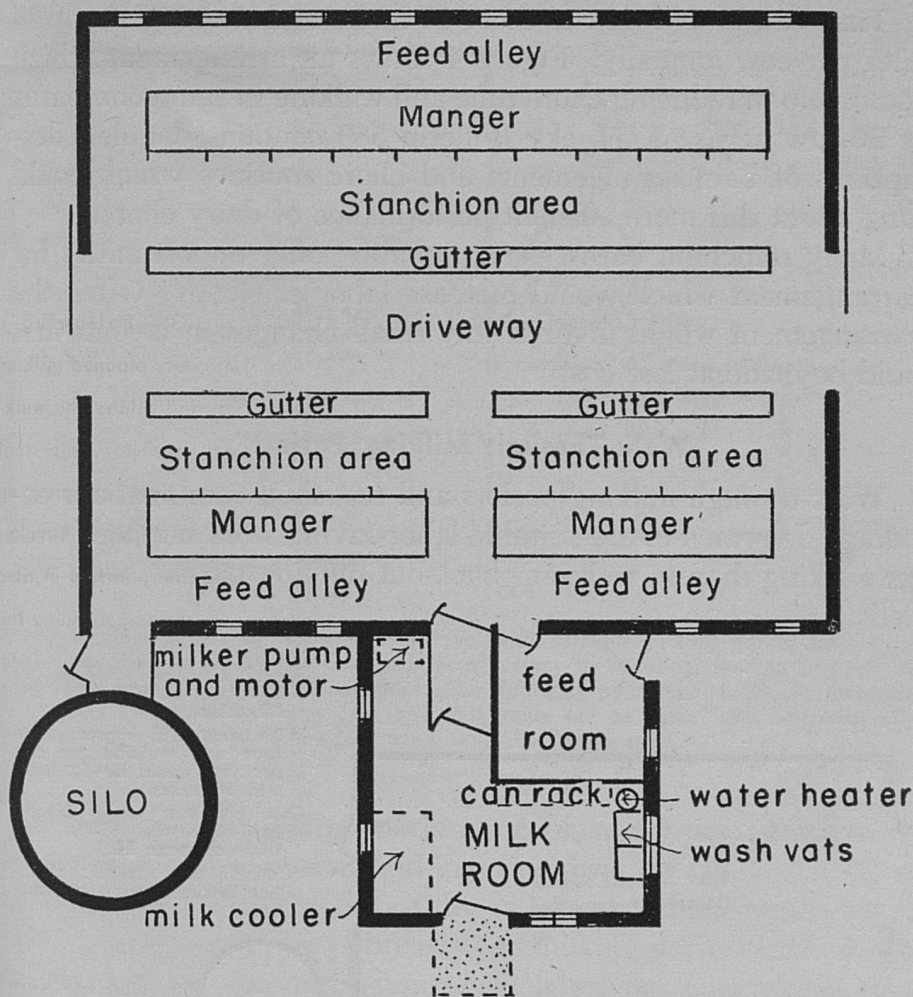 Feed alley
Manger
Stanchion area
Gutter
Drive way
Gutter
Gutter
Stanchion area
Stanchion area
Manger
Manger
Feed alley
Feed alley
milker pump
and motor
feed
room
SILO
can rack
water heater
MILK
ROOM
wash vats
milk cooler